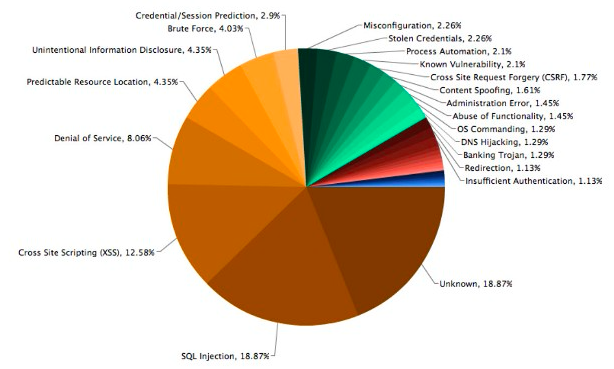 Credential/Session Prediction, 2.9%
Brute Force, 4.03%
Unintentional Information Disclosure, 4.35%
Predictable Resource Location, 4.35%
Denial of Service, 8.06%
Cross Site Scripting (XSS), 12.58%
SQL Injection, 18.87%
Misconfiguration, 2.26%
Stolen Credentials, 2.26%
Process Automation, 2.1%
Known Vulnerability, 2.1%
Cross Site Request Forgery (CSRF), 1.77%
Content Spoofing, 1.61%
Administration Error, 1.45%
Abuse of Functionality, 1.45%
OS Commanding, 1.29%
DNS Hijacking, 1.29%
Banking Trojan, 1.29%
Redirection, 1.13%
Insufficient Authentication, 1.13%
Unknown, 18.87%